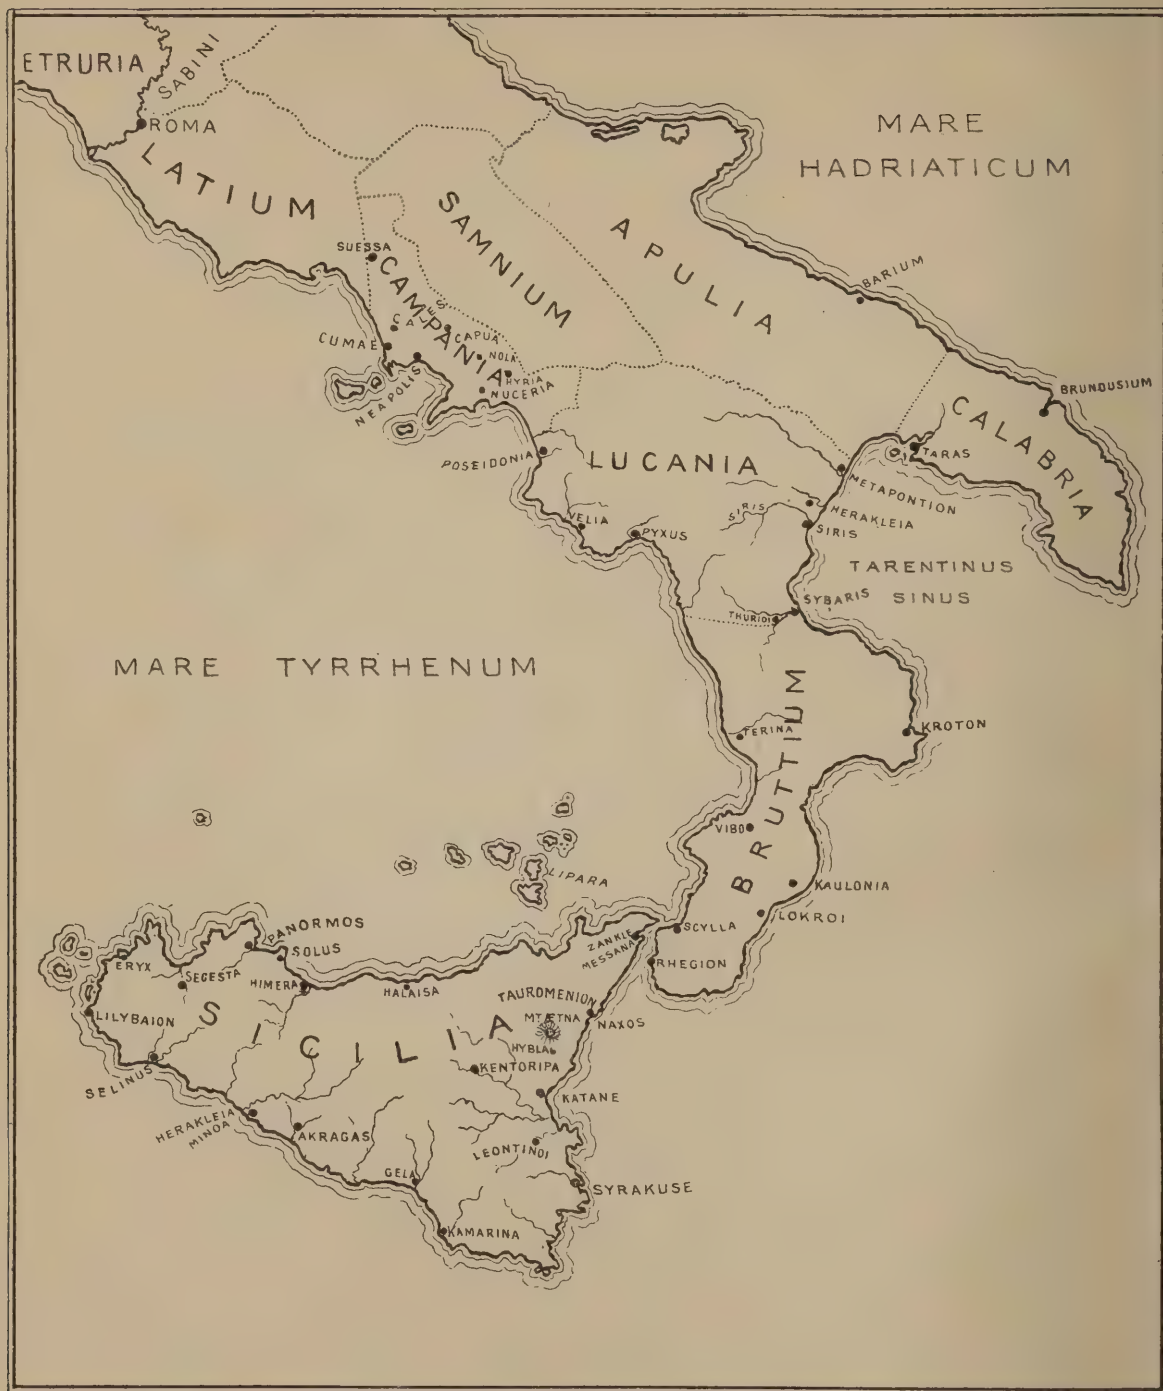 ETRURIA
SABINI
ROMA
LATIUM
MARE
HADRIATICUM
SAMNIUM
APULIA
SUESSA
CAMPANIA
CALES
CAPUA
CUMAE
NOLA
HYRIA
NUCERIA
NEAPOLIS
BARIUM
BRUNDUSIUM
CALABRIA
TARAS
POSEIDONIA
LUCANIA
METAPONTION
HERAKLEIA
SIRIS
SIRIS
VELIA
PYXUS
TARENTINUS
SINUS
SYBARIS
THURIOI
MARE TYRRHENUM
BRUTTIUM
TERINA
KROTON
VIBO
LIPARA
KAULONIA
LOKROI
SCYLLA
ZANKLE
MESSANA
RHEGION
PANORMOS
SOLUS
ERYX
SEGESTA
HIMERA
HALAISA
TAUROMENION
LILYBAION
SICILIA
MT ÆTNA
NAXOS
HYBLA
KENTORIPA
SELINUS
KATANE
HERAKLEIA
MINOA
AKRAGAS
LEONTINOI
GELA
SYRAKUSE
KAMARINA